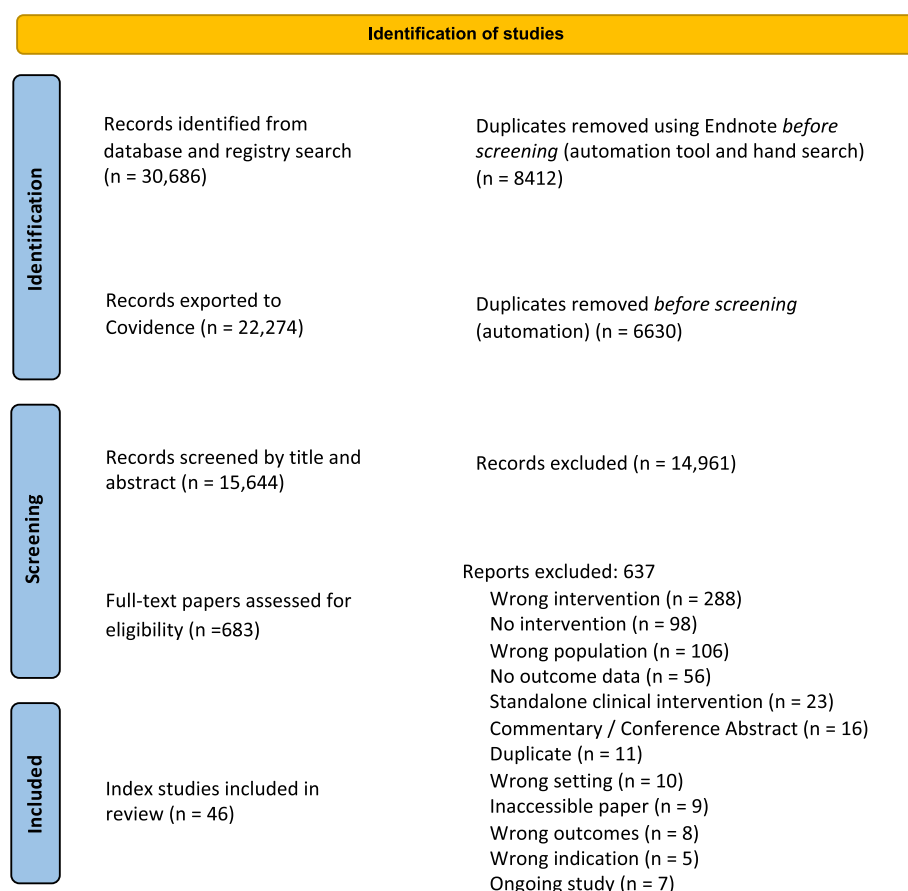 Identification of studies
Identification
Records identified from
database and registry search
(n = 30,686)
Duplicates removed using Endnote before
screening (automation tool and hand search)
(n = 8412)
Records exported to
Covidence (n = 22,274)
Duplicates removed before screening
(automation) (n = 6630)
Screening
Records screened by title and
abstract (n = 15,644)
Records excluded (n = 14,961)
Full-text papers assessed for
eligibility (n =683)
Reports excluded: 637
Wrong intervention (n = 288)
No intervention (n = 98)
Wrong population (n = 106)
No outcome data (n = 56)
Standalone clinical intervention (n = 23)
Commentary / Conference Abstract (n = 16)
Duplicate (n = 11)
Wrong setting (n = 10)
Inaccessible paper (n = 9)
Wrong outcomes (n = 8)
Wrong indication (n = 5)
Ongoing study (n = 7)
Included
Index studies included in
review (n = 46)